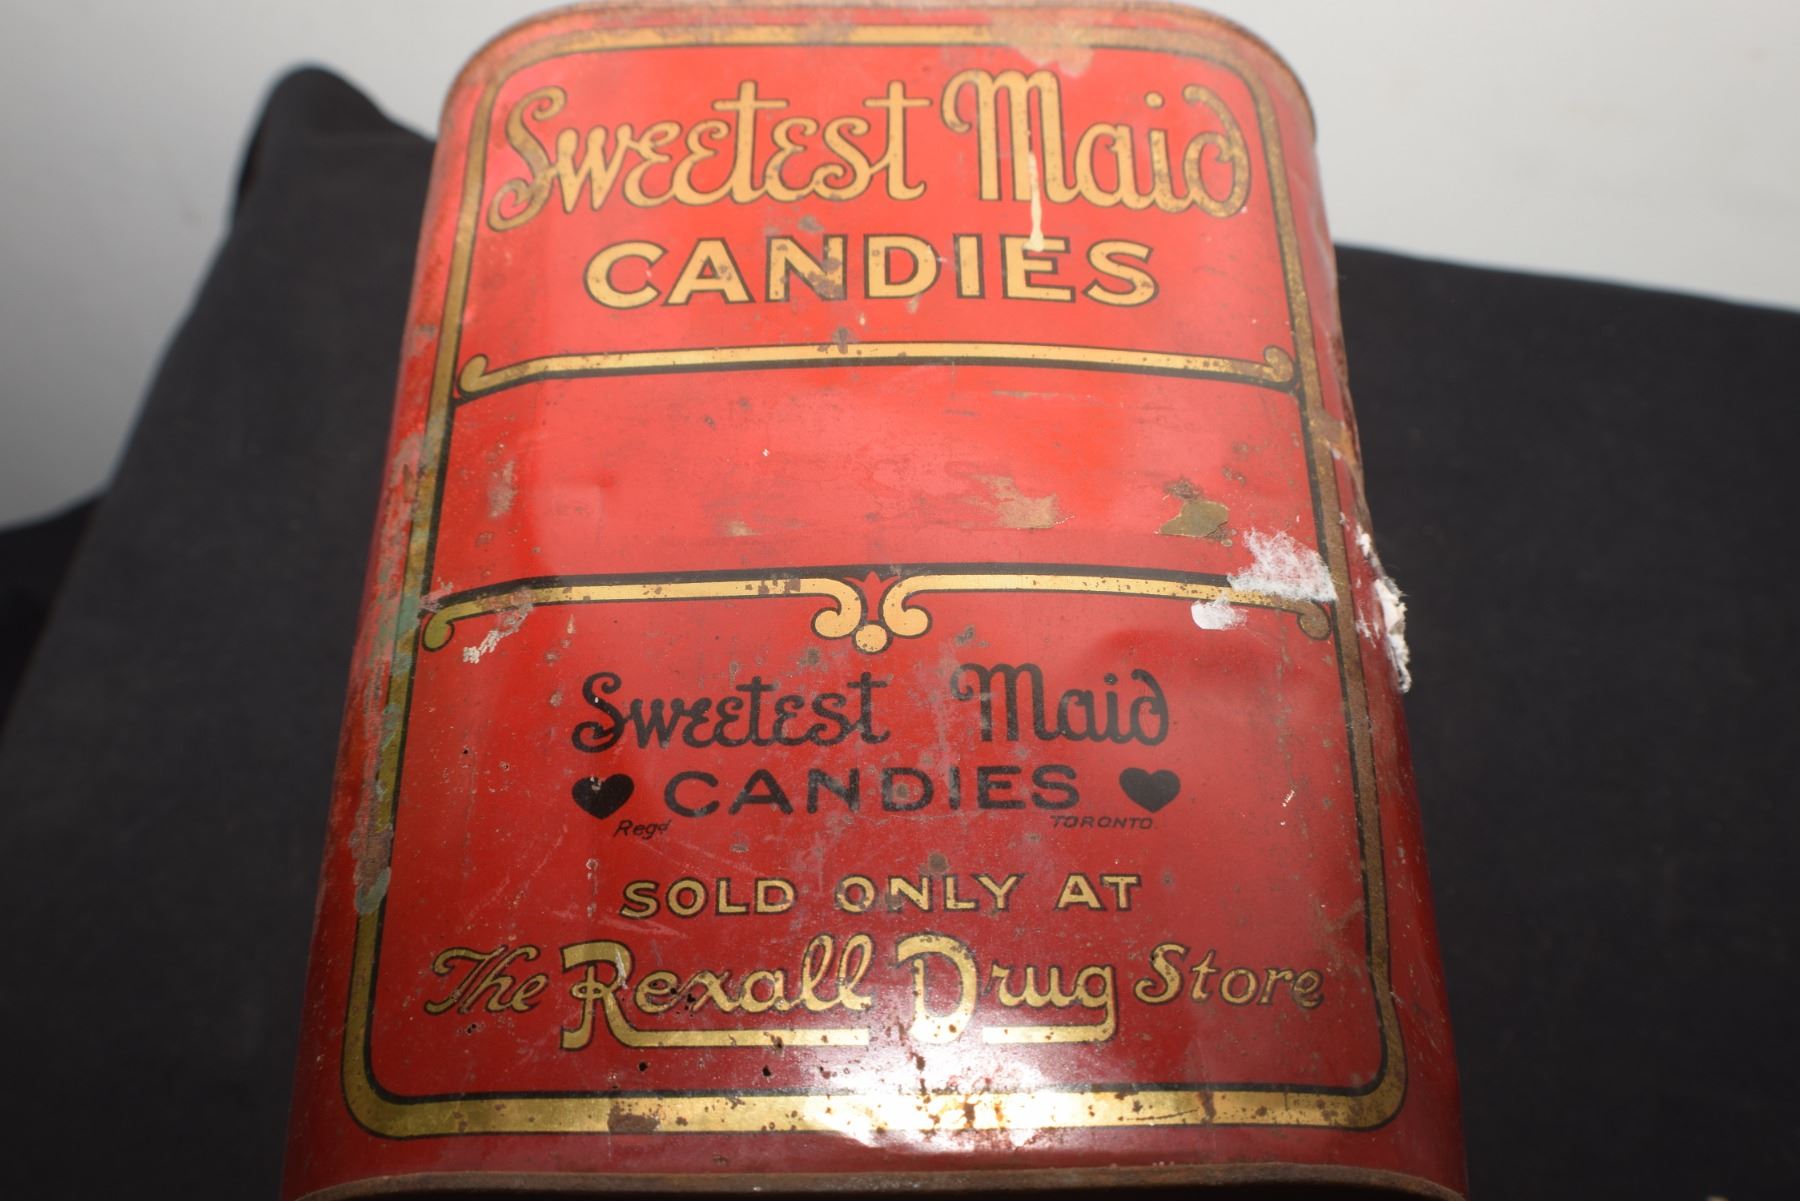 Sweetest Maid
CANDIES
Sweetest Maid
CANDIES
Regd TORONTO
SOLD ONLY AT
The Rexall Drug Store